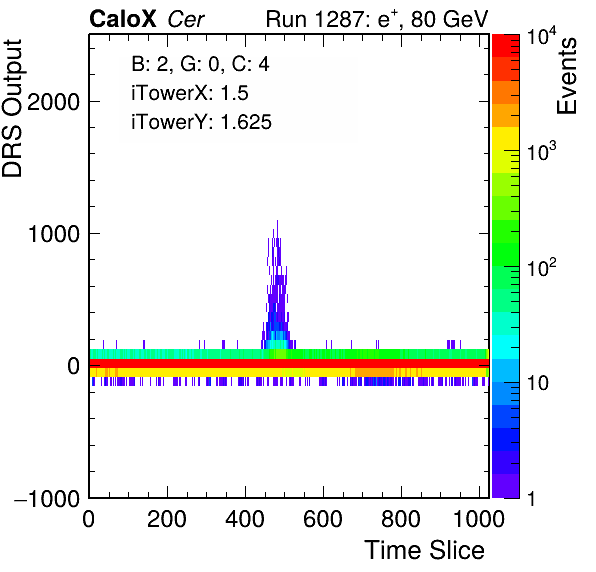 CaloX Cer Run 1287: e⁺, 80 GeV
B: 2, G: 0, C: 4
iTowerX: 1.5
iTowerY: 1.625
DRS Output
2000
1000
0
−1000
0 200 400 600 800 1000
Time Slice
Events
10⁴
10³
10²
10
1